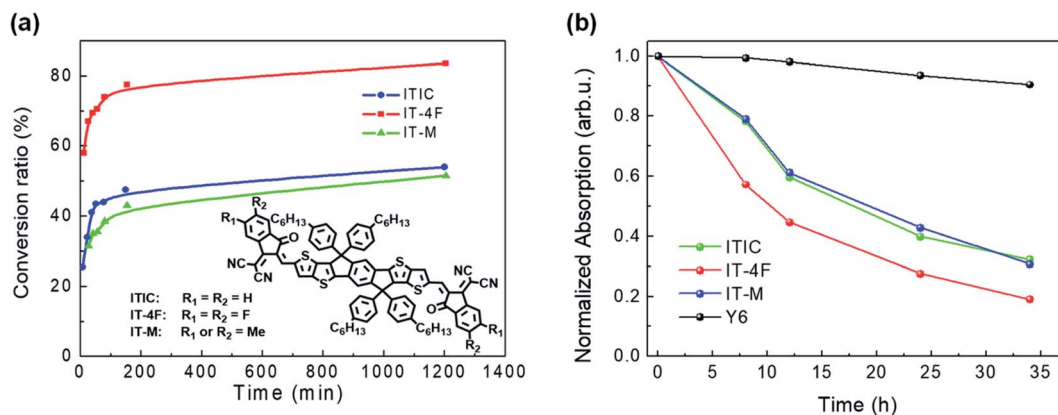 (a)
80
60
40
20
0
Conversion ratio (%)
ITIC
IT-4F
IT-M
R2
R1
C6H13
C6H13
O
NC
CN
S
S
S
S
CN
NC
O
C6H13
C6H13
R1
R2
ITIC: R1 = R2 = H
IT-4F: R1 = R2 = F
IT-M: R1 or R2 = Me
0 200 400 600 800 1000 1200 1400
Time (min)
(b)
1.0
0.8
0.6
0.4
0.2
0.0
Normalized Absorption (arb.u.)
ITIC
IT-4F
IT-M
Y6
0 5 10 15 20 25 30 35
Time (h)